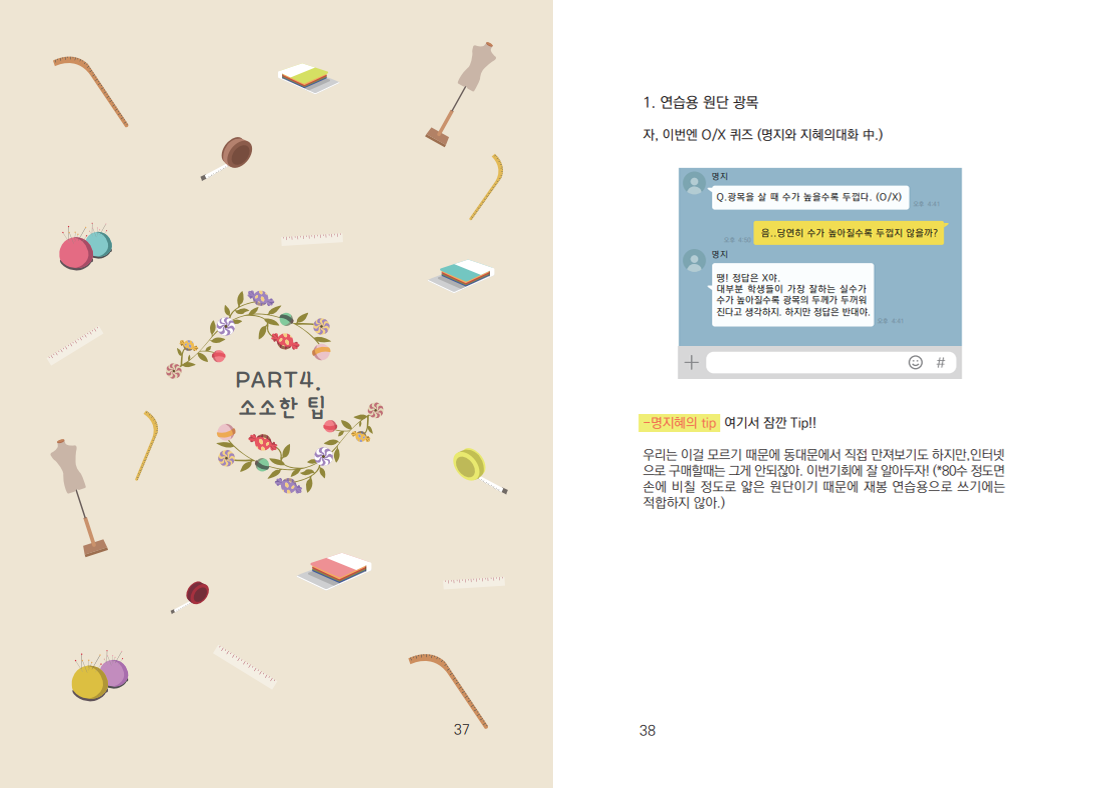 PART4.
소소한 팁
37
1. 연습용 원단 광목
자, 이번엔 O/X 퀴즈 (명지와 지혜의대화 中.)
명지
Q.광목을 살 때 수가 높을수록 두껍다. (O/X)
오후 4:41
음..당연히 수가 높아질수록 두껍지 않을까?
명지
땡! 정답은 X야.
대부분 학생들이 가장 잘하는 실수가
수가 높아질수록 광목의 두께가 두꺼워
진다고 생각하지. 하지만 정답은 반대야.
#
-명지혜의 tip 여기서 잠깐 Tip!!
우리는 이걸 모르기 때문에 동대문에서 직접 만져보기도 하지만,인터넷
으로 구매할때는 그게 안되잖아. 이번기회에 잘 알아두자! (*80수 정도면
손에 비칠 정도로 얇은 원단이기 때문에 재봉 연습용으로 쓰기에는
적합하지 않아.)
38